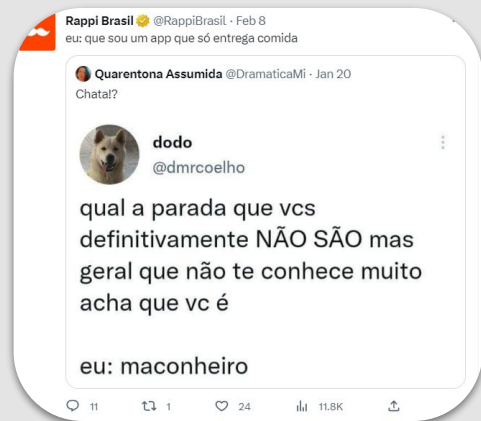 Rappi Brasil @RappiBrasil · Feb 8
eu: que sou um app que só entrega comida
Quarentona Assumida @DramaticaMi · Jan 20
Chata!?
dodo
@dmrcoelho
qual a parada que vcs
definitivamente NÃO SÃO mas
geral que não te conhece muito
acha que vc é
eu: maconheiro
11 1 24 11.8K